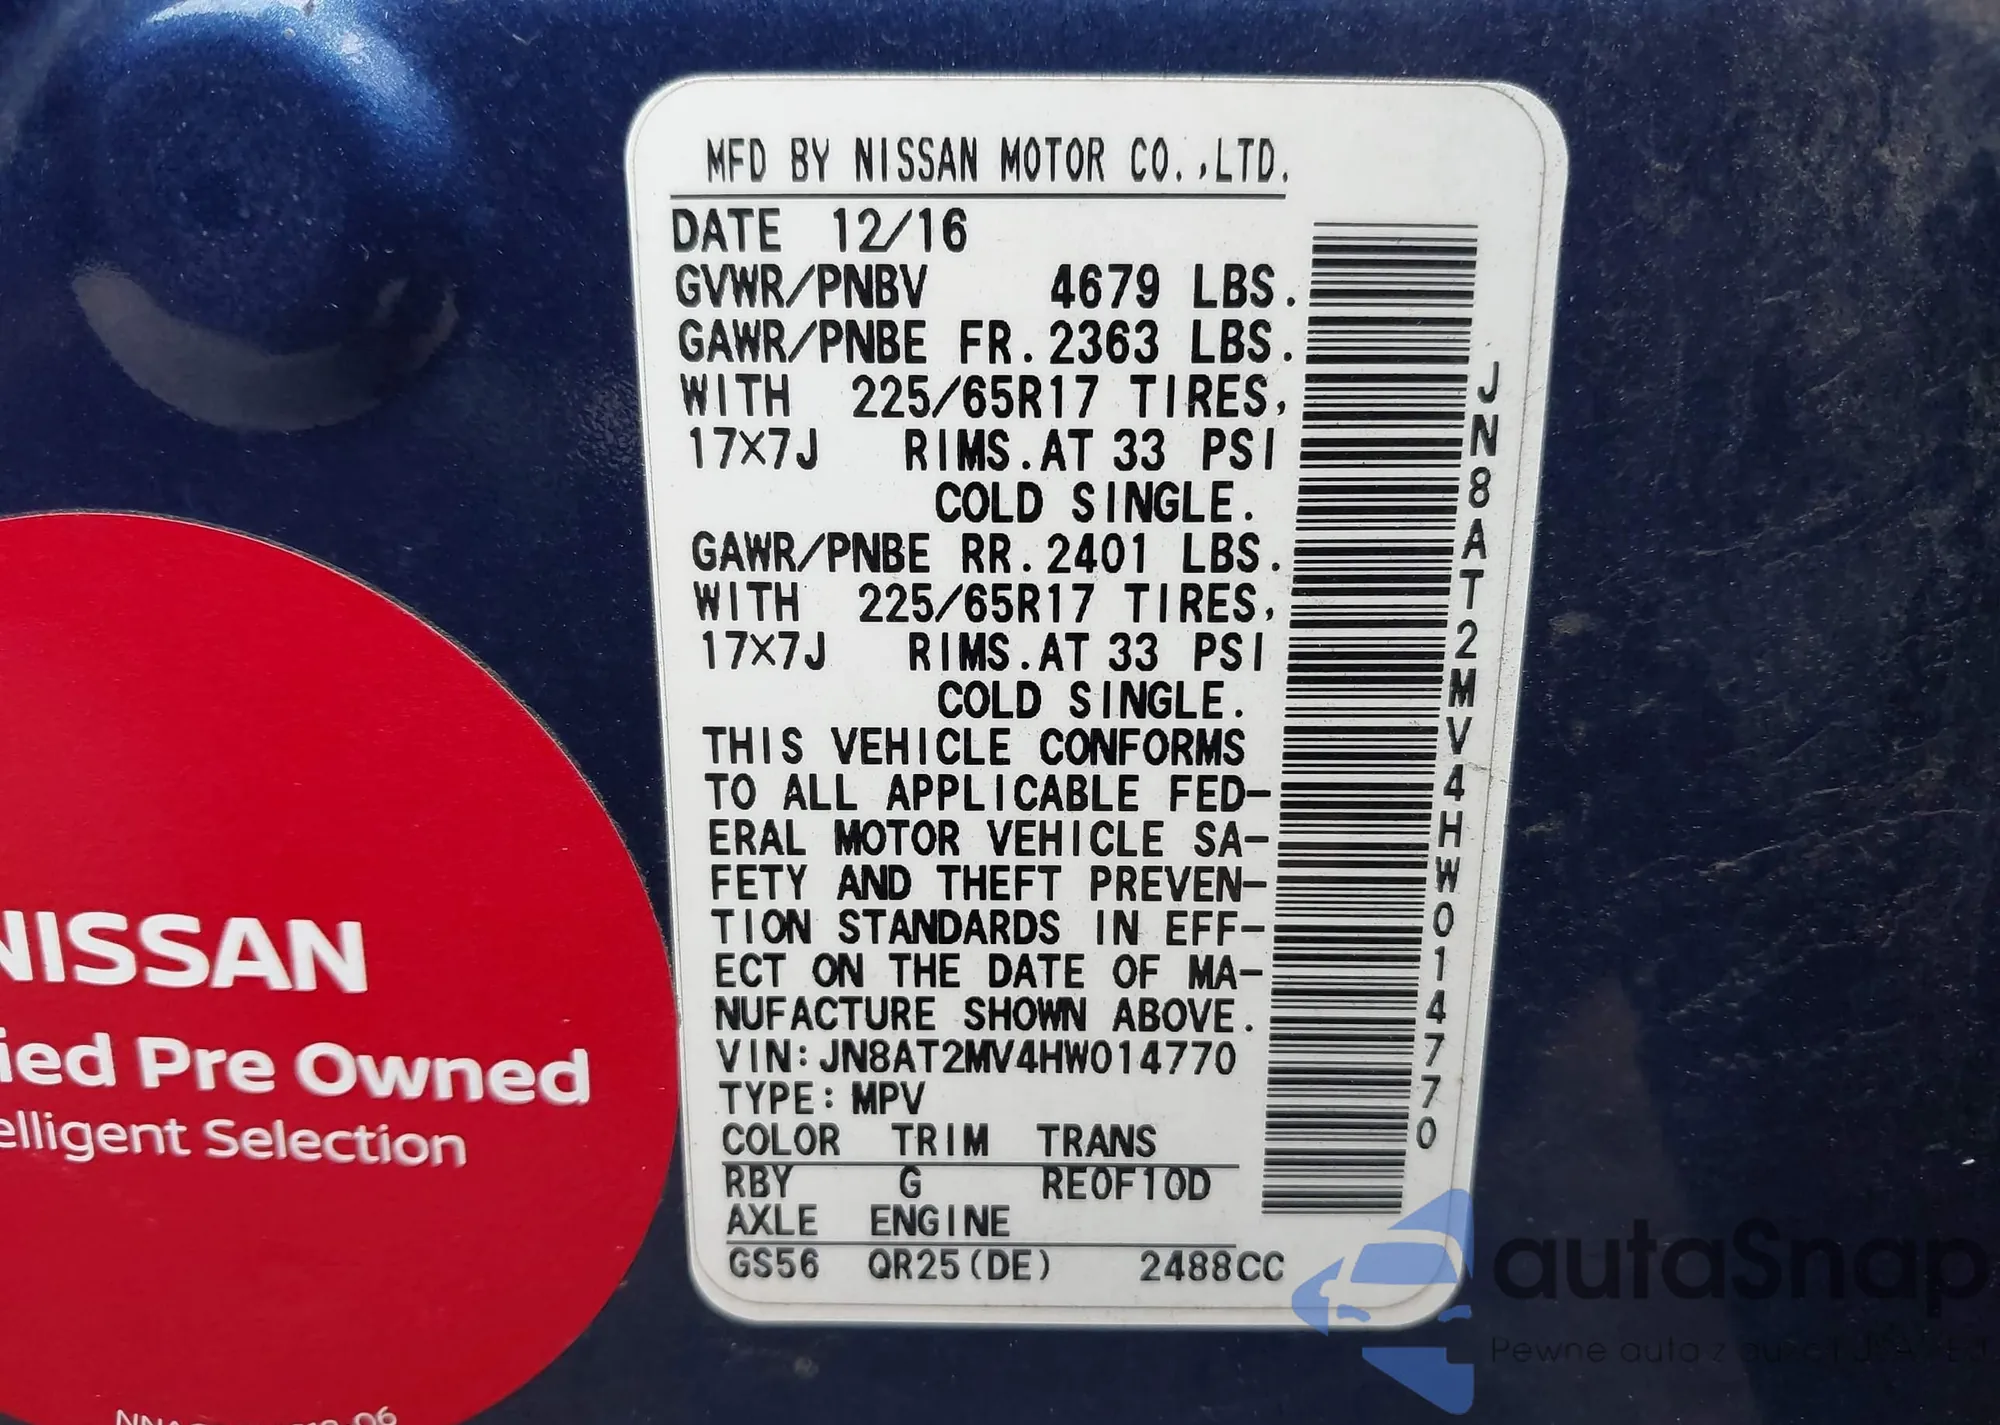 MFD BY NISSAN MOTOR CO.,LTD.
DATE 12/16
GVWR/PNBV 4679 LBS.
GAWR/PNBE FR. 2363 LBS.
WITH 225/65R17 TIRES,
17X7J RIMS.AT 33 PSI
COLD SINGLE.
GAWR/PNBE RR. 2401 LBS.
WITH 225/65R17 TIRES,
17X7J RIMS.AT 33 PSI
COLD SINGLE.
THIS VEHICLE CONFORMS
TO ALL APPLICABLE FED-
ERAL MOTOR VEHICLE SA-
FETY AND THEFT PREVEN-
TION STANDARDS IN EFF-
ECT ON THE DATE OF MA-
NUFACTURE SHOWN ABOVE.
VIN:JN8AT2MV4HW014770
TYPE:MPV
COLOR TRIM TRANS
RBY G RE0F10D
AXLE ENGINE
GS56 QR25(DE) 2488CC
JN8AT2MV4HW014770
NISSAN
ied Pre Owned
elligent Selection
autaSnap
Pewne auto z